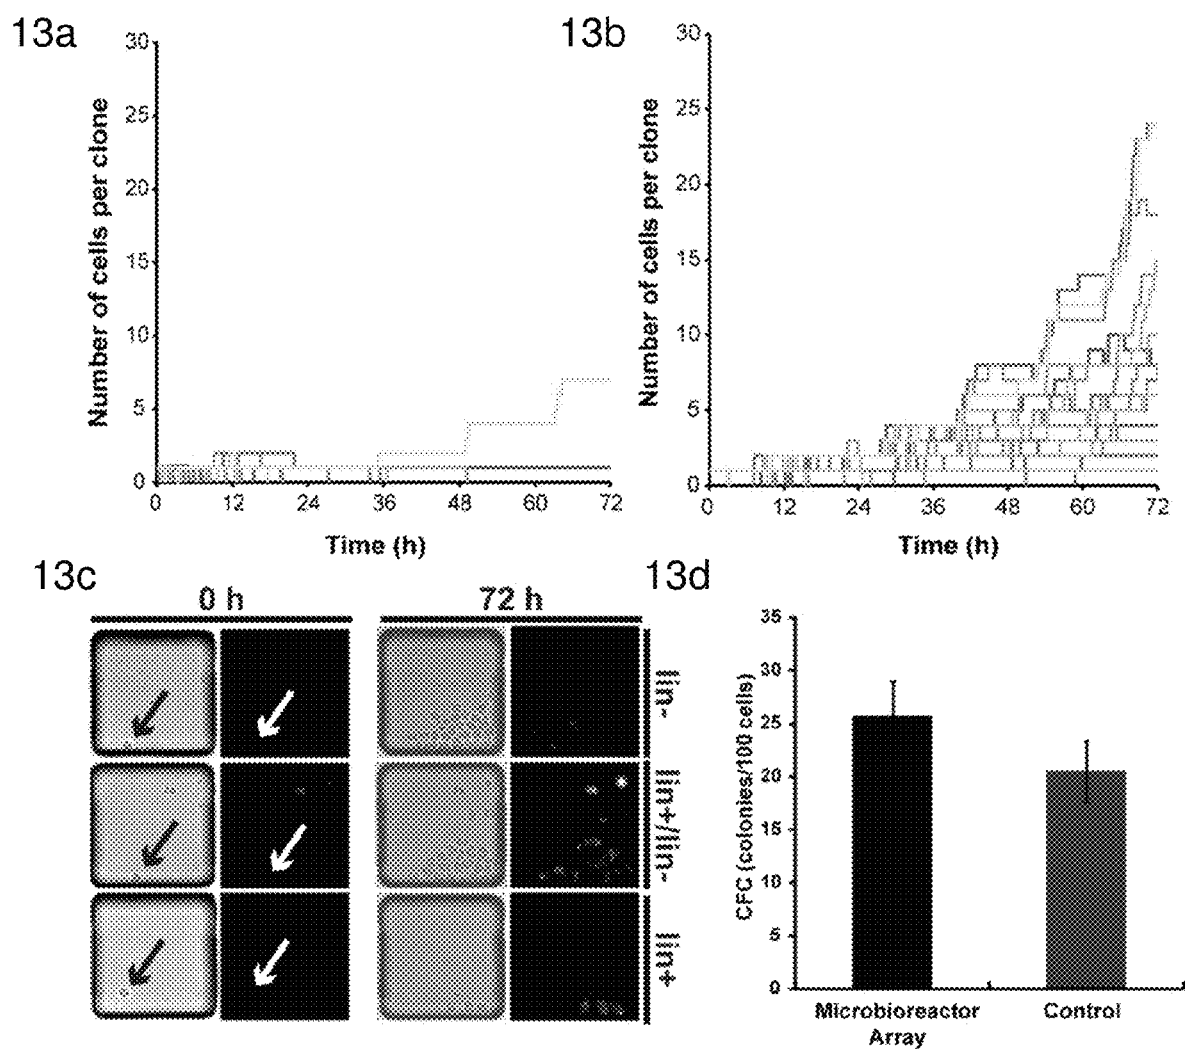 13a
30
25
20
15
10
5
0
Number of cells per clone
0 12 24 36 48 60 72
Time (h)
13b
30
25
20
15
10
5
0
Number of cells per clone
0 12 24 36 48 60 72
Time (h)
13c
0 h
72 h
lin-
lin+/lin-
lin+
13d
35
30
25
20
15
10
5
0
CFC (colonies/100 cells)
Microbioreactor
Array
Control